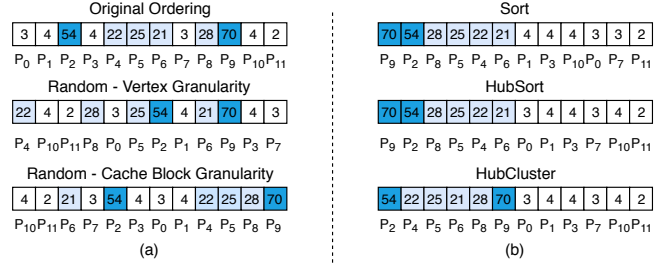 Original Ordering
3 4 54 4 22 25 21 3 28 70 4 2
P0 P1 P2 P3 P4 P5 P6 P7 P8 P9 P10 P11
Random - Vertex Granularity
22 4 2 28 3 25 54 4 21 70 4 3
P4 P10 P11 P8 P0 P5 P2 P1 P6 P9 P3 P7
Random - Cache Block Granularity
4 2 21 3 54 4 3 4 22 25 28 70
P10 P11 P6 P7 P2 P3 P0 P1 P4 P5 P8 P9
(a)
Sort
70 54 28 25 22 21 4 4 4 3 3 2
P9 P2 P8 P5 P4 P6 P1 P3 P10 P0 P7 P11
HubSort
70 54 28 25 22 21 3 4 4 3 4 2
P9 P2 P8 P5 P4 P6 P0 P1 P3 P7 P10 P11
HubCluster
54 22 25 21 28 70 3 4 4 3 4 2
P2 P4 P5 P6 P8 P9 P0 P1 P3 P7 P10 P11
(b)